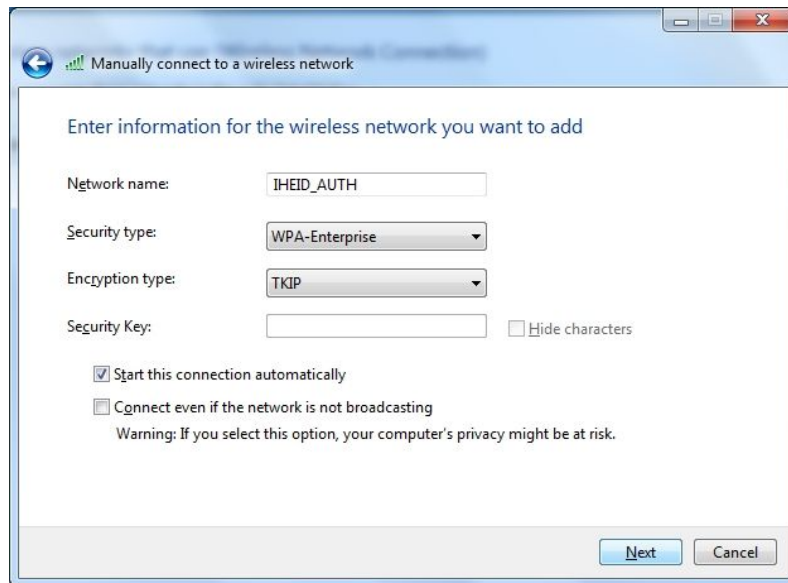 Manually connect to a wireless network
Enter information for the wireless network you want to add
Network name: IHEID_AUTH
Security type: WPA-Enterprise
Encryption type: TKIP
Security Key: Hide characters
Start this connection automatically
Connect even if the network is not broadcasting
Warning: If you select this option, your computer's privacy might be at risk.
Next Cancel